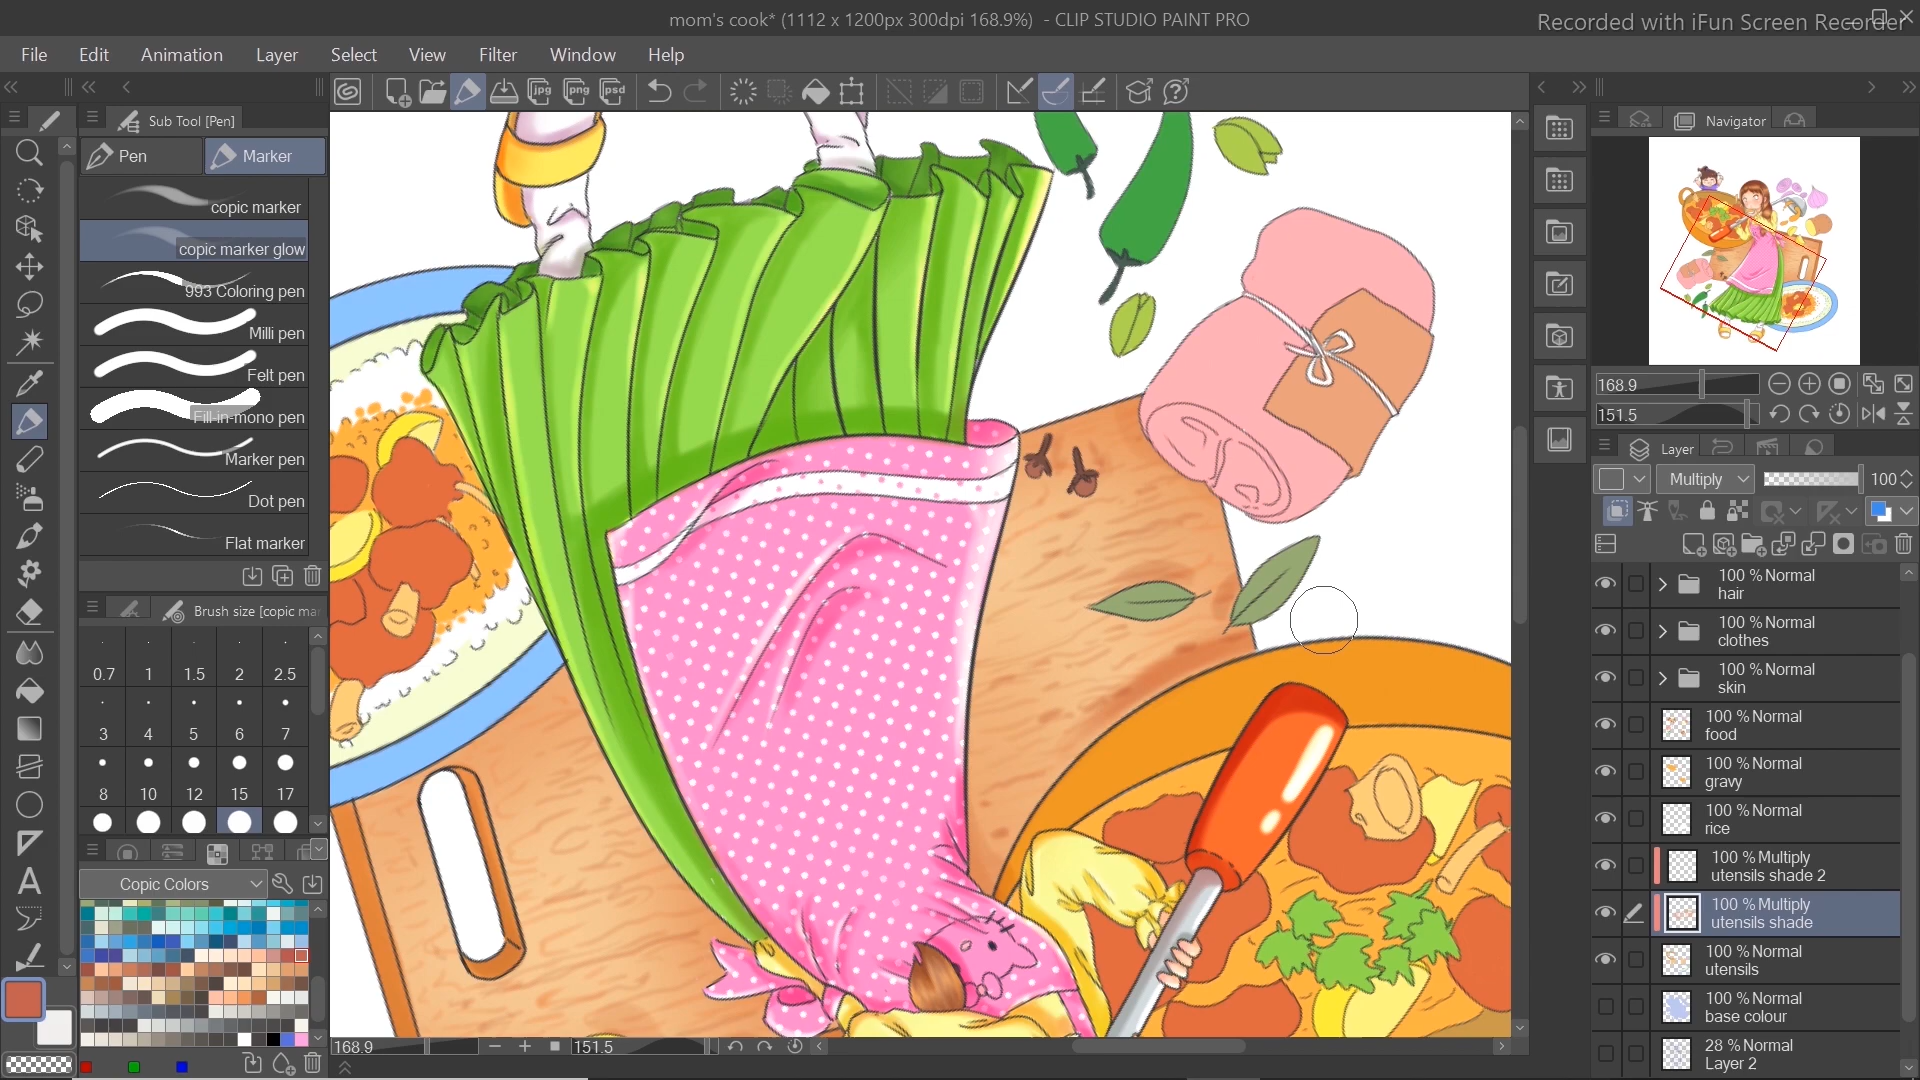 mom's cook* (1112 x 1200px 300dpi 168.9%)  - CLIP STUDIO PAINT PRO
Recorded with iFun Screen Recorder
File Edit Animation Layer Select View Filter Window Help
jpg png psd
Sub Tool [Pen]
Navigator
Pen Marker
copic marker
copic marker glow
993 Coloring pen
Milli pen
Felt pen
Fill-in-mono pen
Marker pen
Dot pen
Flat marker
Brush size [copic mar
0.7 1 1.5 2 2.5
3 4 5 6 7
8 10 12 15 17
Copic Colors
168.9
151.5
Layer
Multiply 100
100 % Normal
hair
100 % Normal
clothes
100 % Normal
skin
100 % Normal
food
100 % Normal
gravy
100 % Normal
rice
100 % Multiply
utensils shade 2
100 % Multiply
utensils shade
100 % Normal
utensils
100 % Normal
base colour
28 % Normal
Layer 2
168.9 151.5